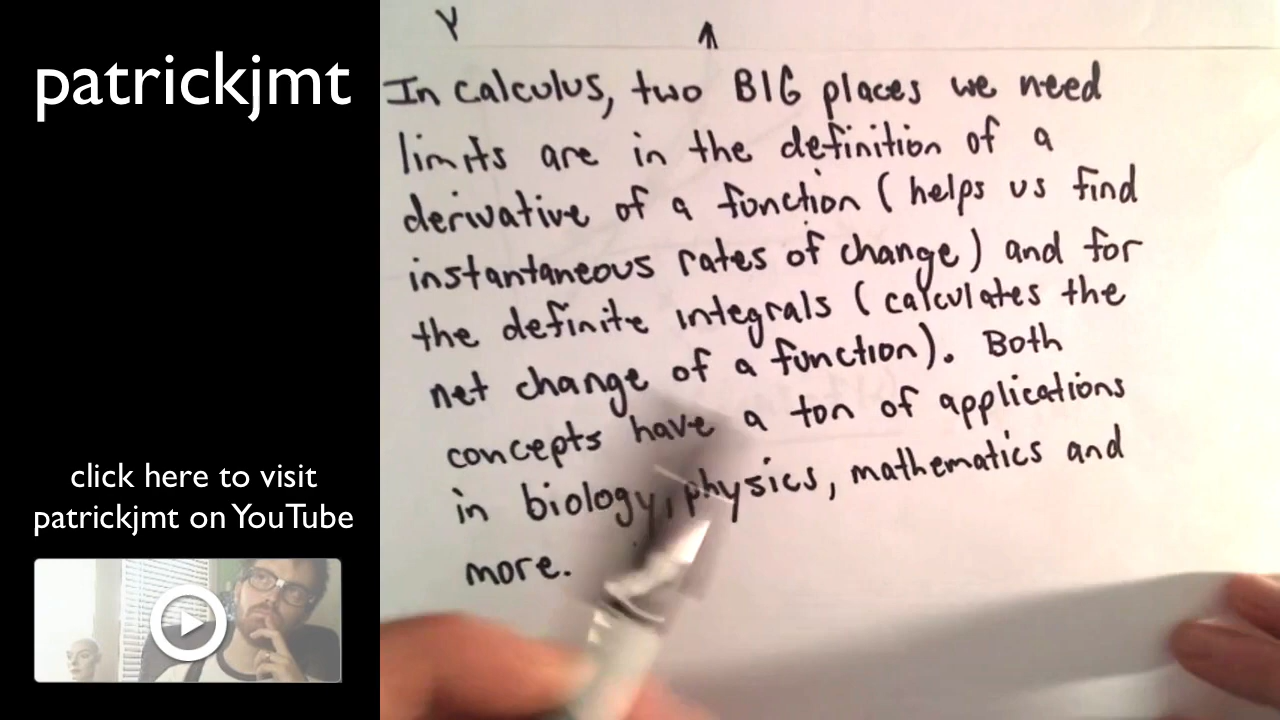 patrickjmt
In calculus, two BIG places we need
limits are in the definition of a
derivative of a function (helps us find
instantaneous rates of change) and for
the definite integrals (calculates the
net change of a function). Both
concepts have a ton of applications
in biology, physics, mathematics and
more.
click here to visit
patrickjmt on YouTube